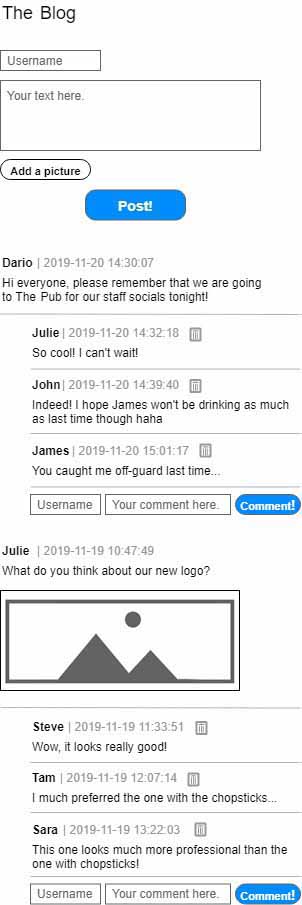 The Blog
Username
Your text here.
Add a picture
Post!
Dario | 2019-11-20 14:30:07
Hi everyone, please remember that we are going
to The Pub for our staff socials tonight!
Julie | 2019-11-20 14:32:18
So cool! I can't wait!
John | 2019-11-20 14:39:40
Indeed! I hope James won't be drinking as much
as last time though haha
James | 2019-11-20 15:01:17
You caught me off-guard last time...
Username Your comment here. Comment!
Julie | 2019-11-19 10:47:49
What do you think about our new logo?
Steve | 2019-11-19 11:33:51
Wow, it looks really good!
Tam | 2019-11-19 12:07:14
I much preferred the one with the chopsticks...
Sara | 2019-11-19 13:22:03
This one looks much more professional than the
one with chopsticks!
Username Your comment here. Comment!